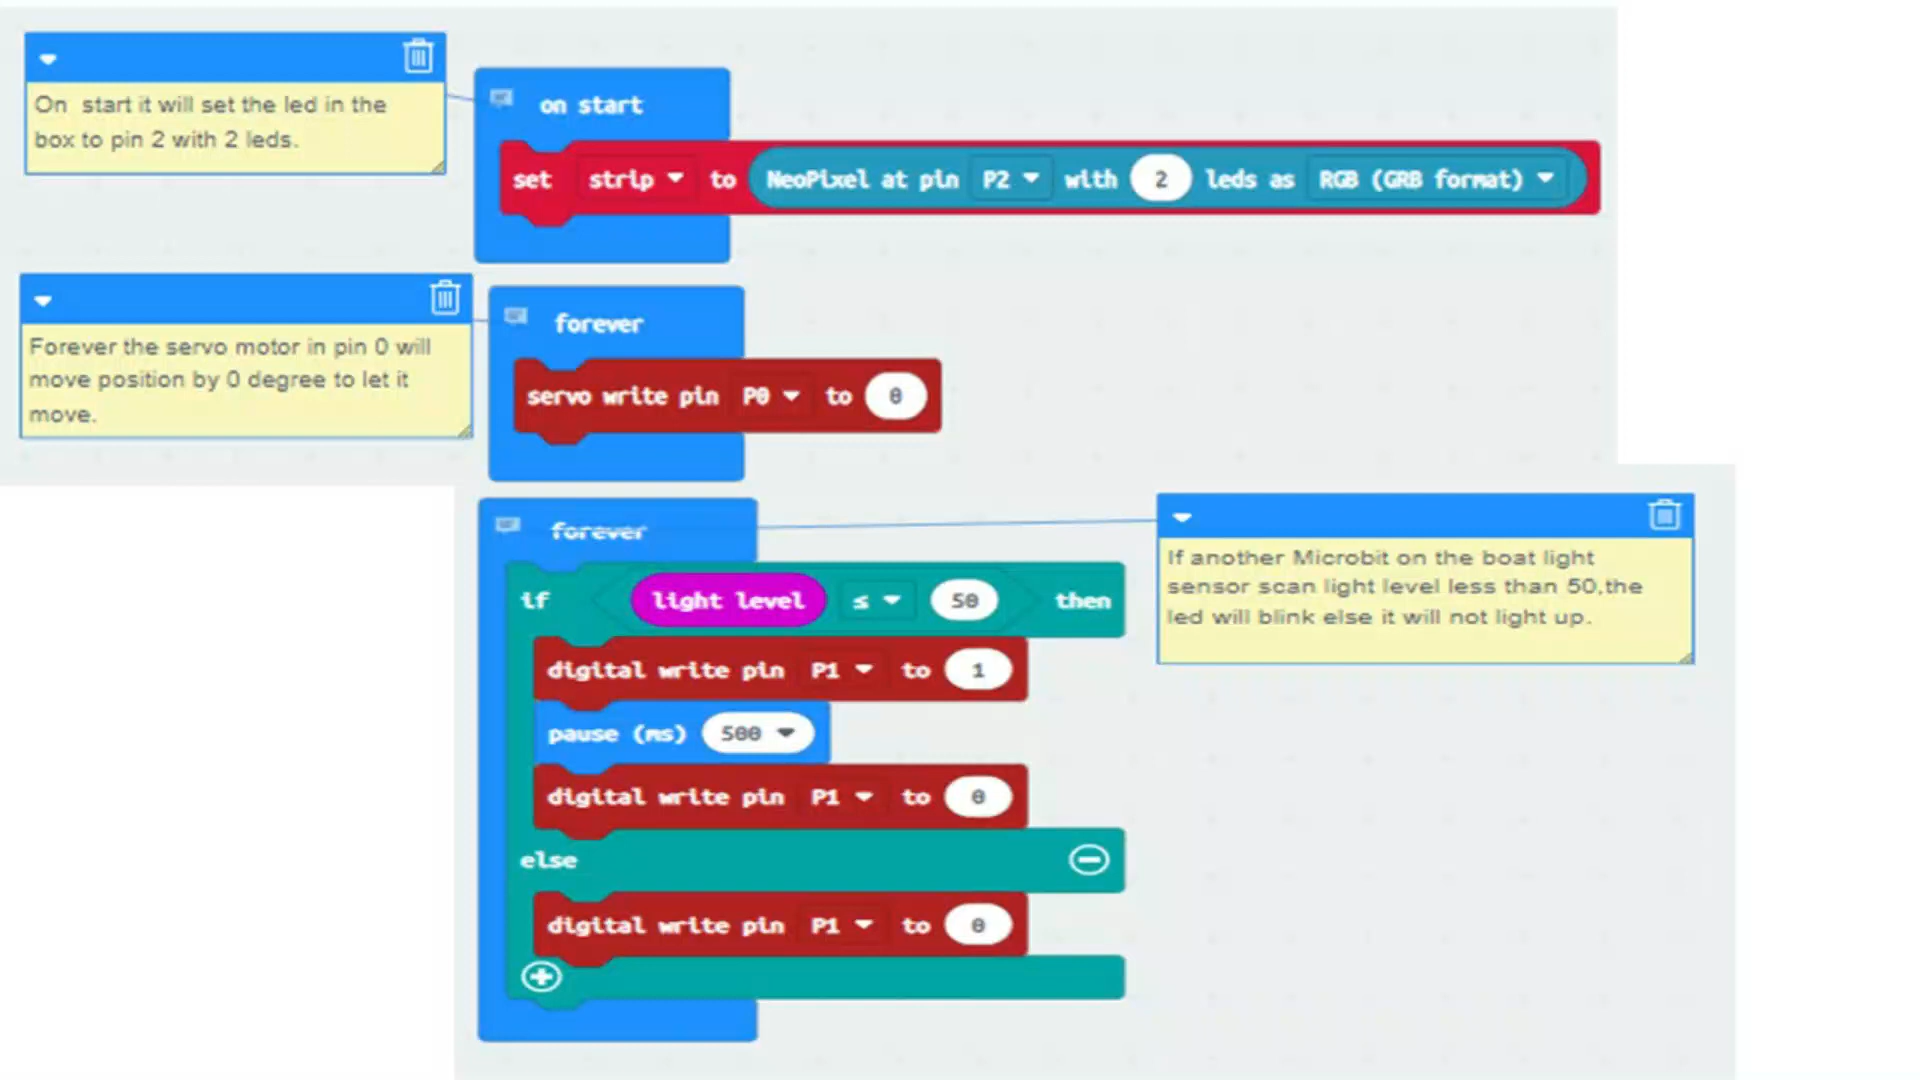 On start it will set the led in the
box to pin 2 with 2 leds.
on start
set strip to NeoPixel at pin P2 with 2 leds as RGB (GRB format)
Forever the servo motor in pin 0 will
move position by 0 degree to let it
move.
forever
servo write pin P0 to 0
forever
If another Microbit on the boat light
sensor scan light level less than 50,the
led will blink else it will not light up.
if light level ≤ 50 then
digital write pin P1 to 1
pause (ms) 500
digital write pin P1 to 0
else
digital write pin P1 to 0